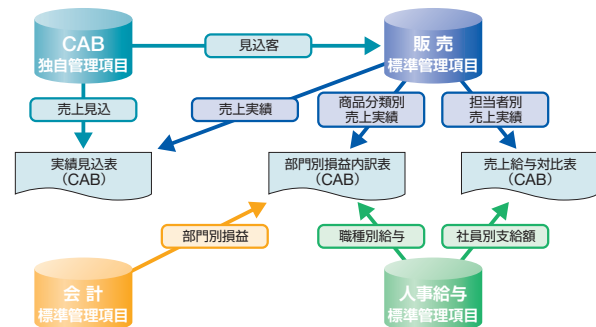 CAB
独自管理項目
見込客
販 売
標準管理項目
売上見込
売上実績
商品分類別
売上実績
担当者別
売上実績
実績見込表
（CAB）
部門別損益内訳表
（CAB）
売上給与対比表
（CAB）
部門別損益
職種別給与
社員別支給額
会 計
標準管理項目
人事給与
標準管理項目